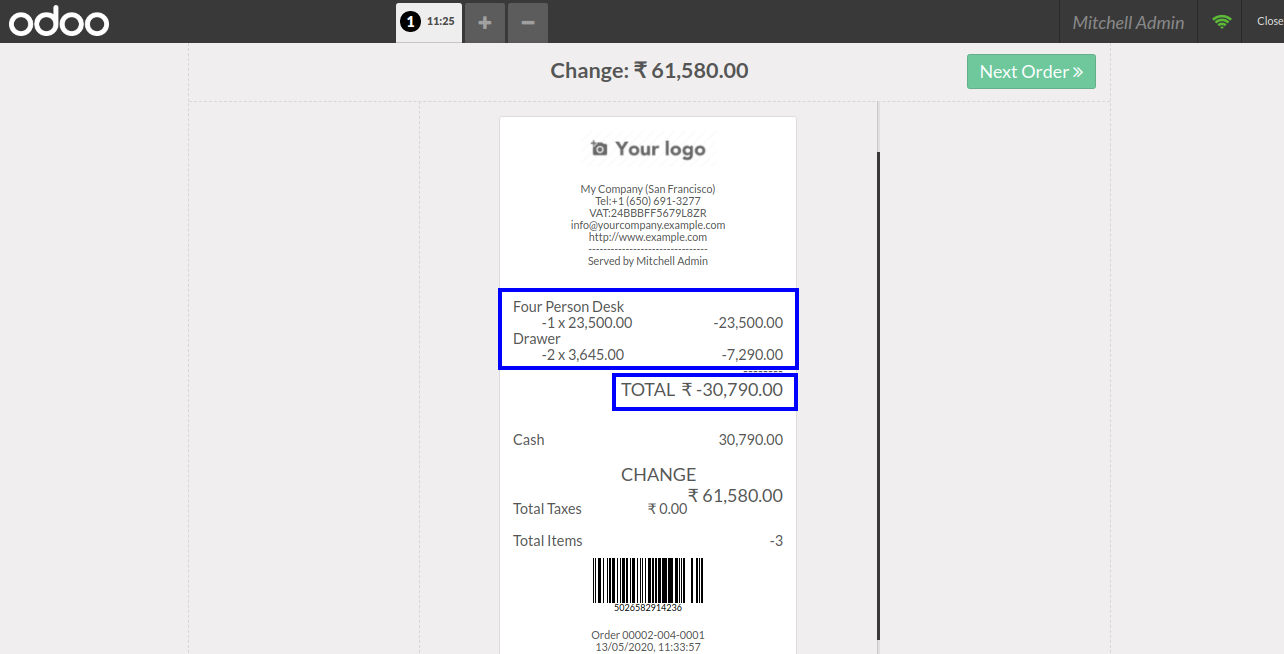 odoo
1 11:25 + −
Mitchell Admin
Close
Change: ₹ 61,580.00
Next Order »
Your logo
My Company (San Francisco)
Tel:+1 (650) 691-3277
VAT:24BBBFF5679L8ZR
info@yourcompany.example.com
http://www.example.com
--------------------------------
Served by Mitchell Admin
Four Person Desk
-1 x 23,500.00 -23,500.00
Drawer
-2 x 3,645.00 -7,290.00
--------
TOTAL ₹ -30,790.00
Cash 30,790.00
CHANGE
₹ 61,580.00
Total Taxes ₹ 0.00
Total Items -3
5026582914236
Order 00002-004-0001
13/05/2020, 11:33:57